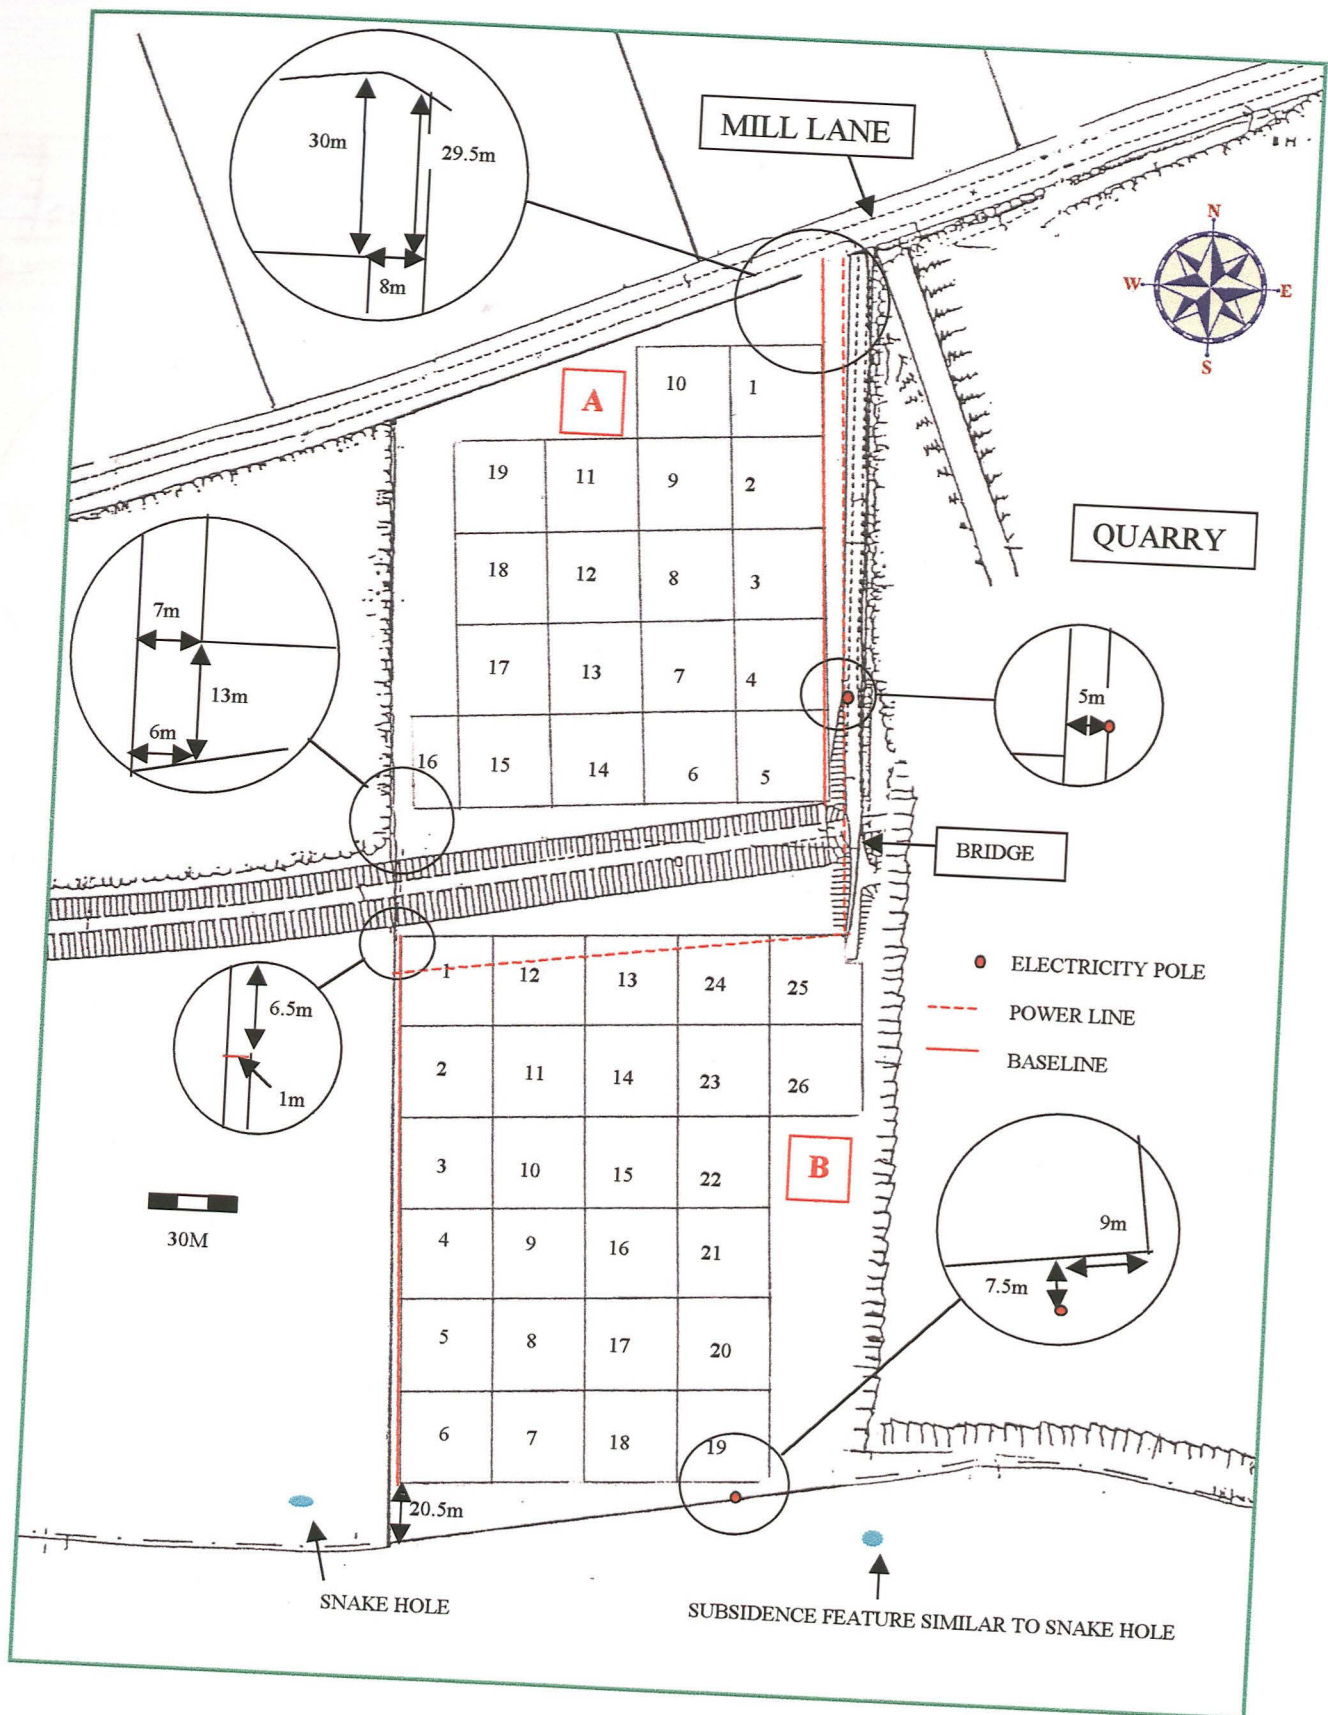 30m
29.5m
8m
MILL LANE
N
W
E
S
A
10
1
19
11
9
2
QUARRY
18
12
8
3
7m
13m
6m
17
13
7
4
5m
16
15
14
6
5
BRIDGE
1
12
13
24
25
ELECTRICITY POLE
6.5m
POWER LINE
1m
BASELINE
2
11
14
23
26
3
10
15
22
B
30M
4
9
16
21
9m
7.5m
5
8
17
20
6
7
18
19
20.5m
SNAKE HOLE
SUBSIDENCE FEATURE SIMILAR TO SNAKE HOLE